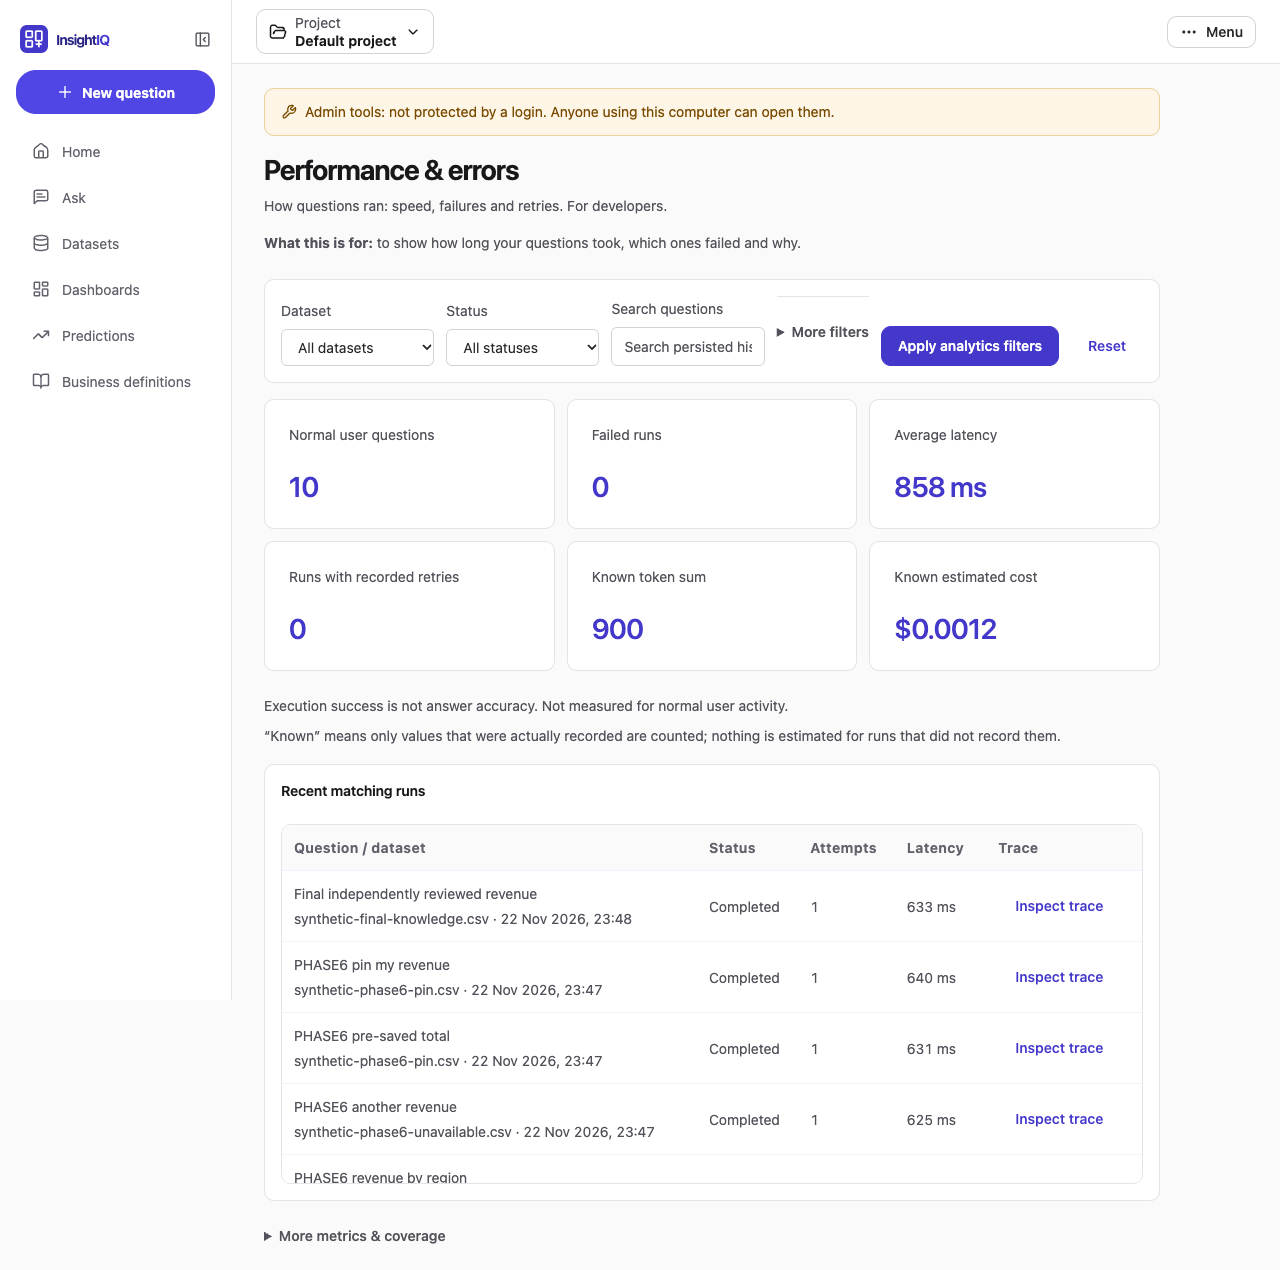 InsightIQ
New question
Home
Ask
Datasets
Dashboards
Predictions
Business definitions
Project
Default project
Menu
Admin tools: not protected by a login. Anyone using this computer can open them.
Performance & errors
How questions ran: speed, failures and retries. For developers.
What this is for: to show how long your questions took, which ones failed and why.
Dataset
All datasets
Status
All statuses
Search questions
Search persisted his
More filters
Apply analytics filters
Reset
Normal user questions
10
Failed runs
0
Average latency
858 ms
Runs with recorded retries
0
Known token sum
900
Known estimated cost
$0.0012
Execution success is not answer accuracy. Not measured for normal user activity.
“Known” means only values that were actually recorded are counted; nothing is estimated for runs that did not record them.
Recent matching runs
Question / dataset Status Attempts Latency Trace
Final independently reviewed revenue
synthetic-final-knowledge.csv · 22 Nov 2026, 23:48
Completed 1 633 ms Inspect trace
PHASE6 pin my revenue
synthetic-phase6-pin.csv · 22 Nov 2026, 23:47
Completed 1 640 ms Inspect trace
PHASE6 pre-saved total
synthetic-phase6-pin.csv · 22 Nov 2026, 23:47
Completed 1 631 ms Inspect trace
PHASE6 another revenue
synthetic-phase6-unavailable.csv · 22 Nov 2026, 23:47
Completed 1 625 ms Inspect trace
PHASE6 revenue by region
More metrics & coverage